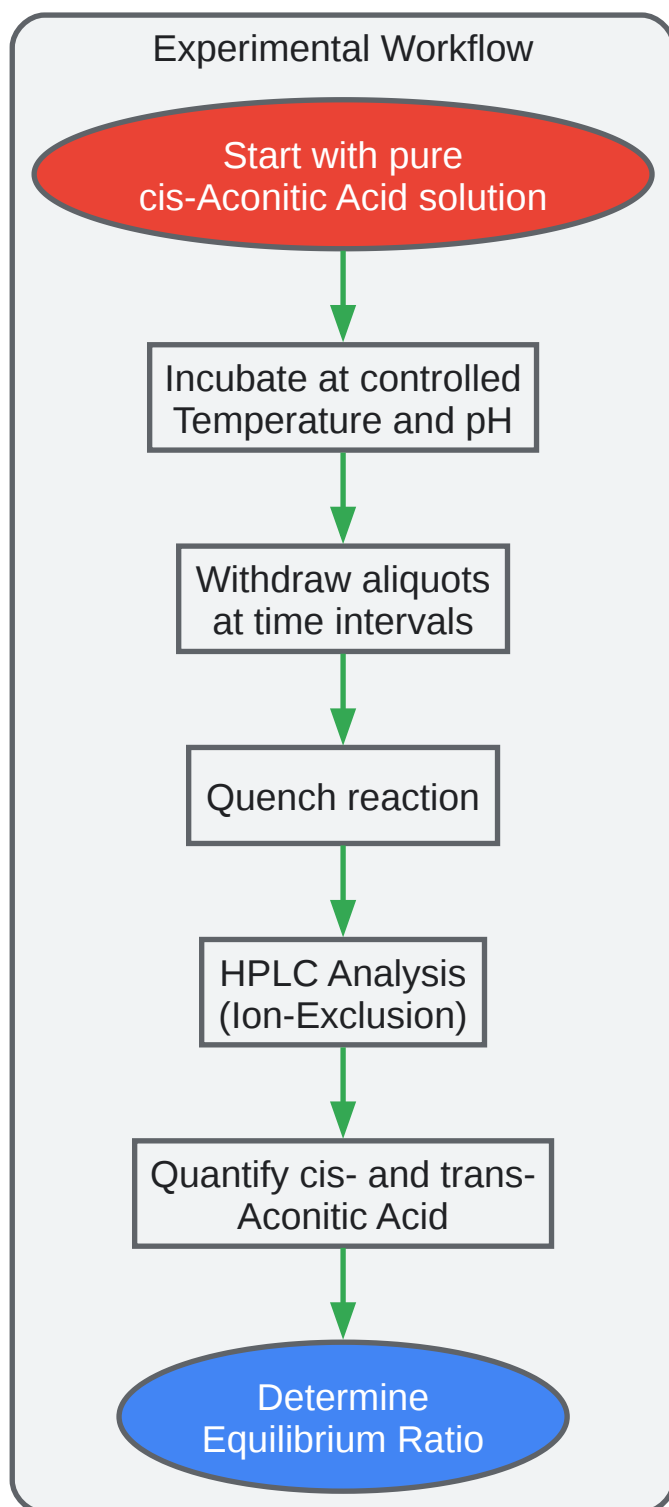 Experimental Workflow
Start with pure
cis-Aconitic Acid solution
Incubate at controlled
Temperature and pH
Withdraw aliquots
at time intervals
Quench reaction
HPLC Analysis
(Ion-Exclusion)
Quantify cis- and trans-
Aconitic Acid
Determine
Equilibrium Ratio